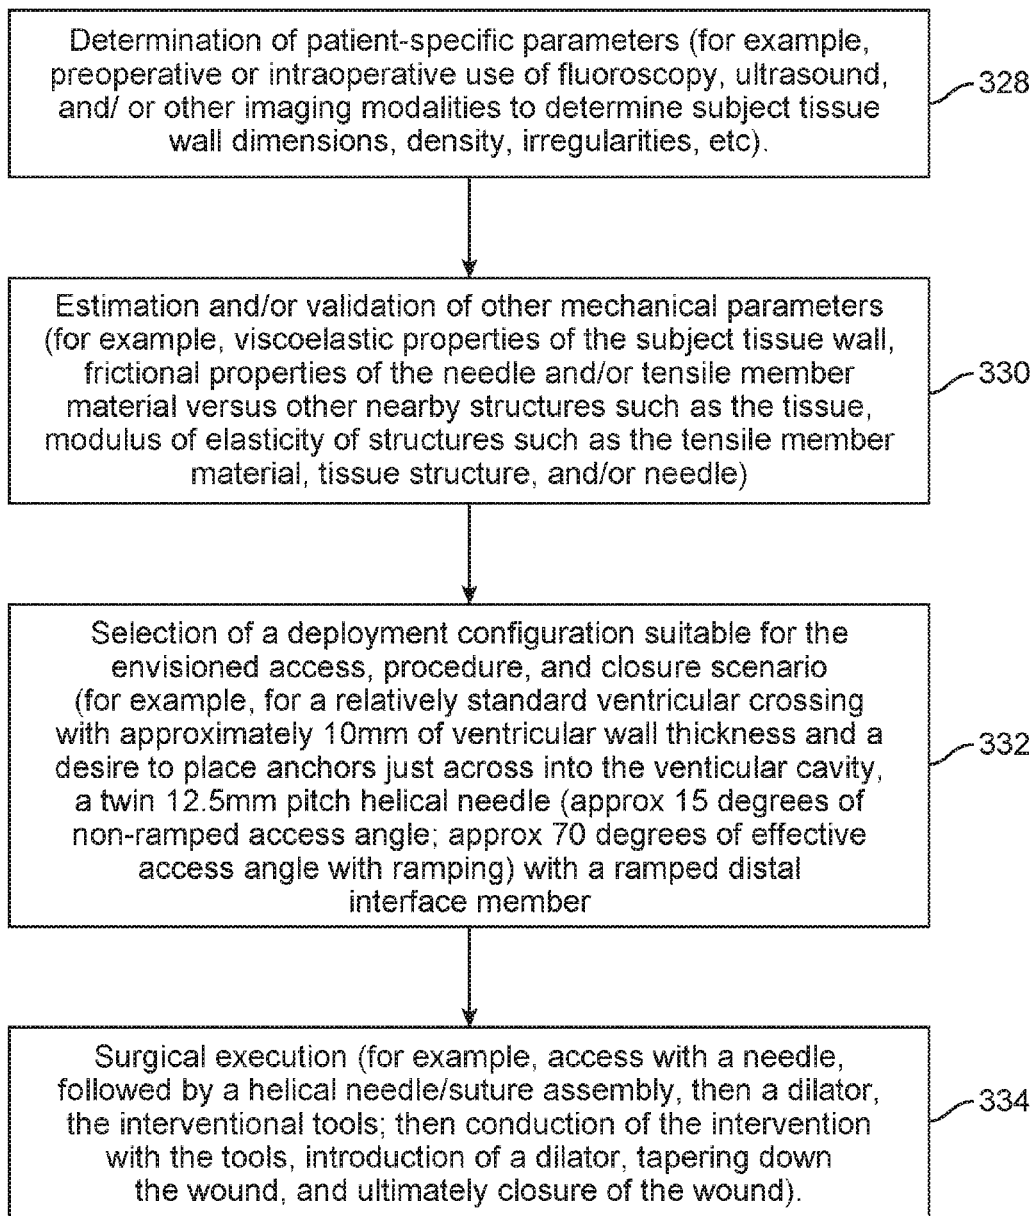 Determination of patient-specific parameters (for example,
preoperative or intraoperative use of fluoroscopy, ultrasound,
and/ or other imaging modalities to determine subject tissue
wall dimensions, density, irregularities, etc).
328
Estimation and/or validation of other mechanical parameters
(for example, viscoelastic properties of the subject tissue wall,
frictional properties of the needle and/or tensile member
material versus other nearby structures such as the tissue,
modulus of elasticity of structures such as the tensile member
material, tissue structure, and/or needle)
330
Selection of a deployment configuration suitable for the
envisioned access, procedure, and closure scenario
(for example, for a relatively standard ventricular crossing
with approximately 10mm of ventricular wall thickness and a
desire to place anchors just across into the venticular cavity,
a twin 12.5mm pitch helical needle (approx 15 degrees of
non-ramped access angle; approx 70 degrees of effective
access angle with ramping) with a ramped distal
interface member
332
Surgical execution (for example, access with a needle,
followed by a helical needle/suture assembly, then a dilator,
the interventional tools; then conduction of the intervention
with the tools, introduction of a dilator, tapering down
the wound, and ultimately closure of the wound).
334